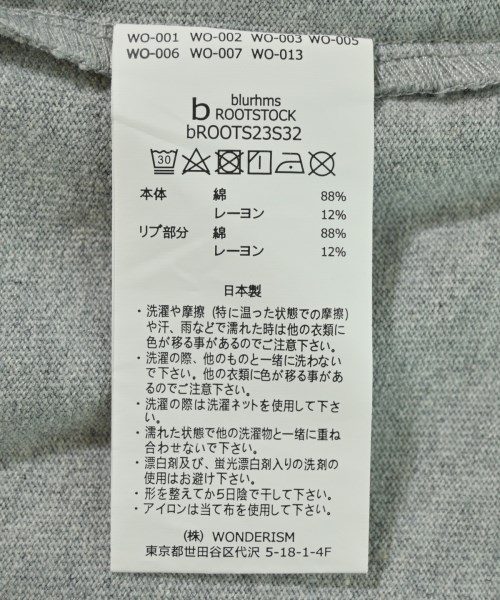 WO-001 WO-002 WO-003 WO-005
WO-006 WO-007 WO-013
b blurhms
ROOTSTOCK
bROOTS23S32
30
本体 綿 88%
レーヨン 12%
リブ部分 綿 88%
レーヨン 12%
日本製
・洗濯や摩擦 (特に湿った状態での摩擦)
や汗、雨などで濡れた時は他の衣類に
色が移る事があるのでご注意下さい。
・洗濯の際、他のものと一緒に洗わない
で下さい。他の衣類に色が移る事があ
るのでご注意下さい。
・洗濯の際は洗濯ネットを使用して下さ
い。
・濡れた状態で他の洗濯物と一緒に重ね
合わせないで下さい。
・漂白剤及び、蛍光漂白剤入りの洗剤の
使用はお避け下さい。
・形を整えてから日陰で干して下さい。
・アイロンは当て布を使用して下さい。
(株) WONDERISM
東京都世田谷区代沢 5-18-1-4F